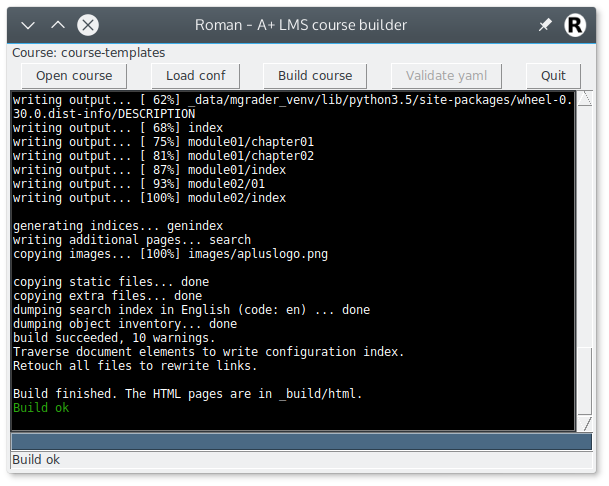 Roman - A+ LMS course builder
R
Course: course-templates
Open course Load conf Build course Validate yaml Quit
writing output... [ 62%] _data/mgrader_venv/lib/python3.5/site-packages/wheel-0.
30.0.dist-info/DESCRIPTION
writing output... [ 68%] index
writing output... [ 75%] module01/chapter01
writing output... [ 81%] module01/chapter02
writing output... [ 87%] module01/index
writing output... [ 93%] module02/01
writing output... [100%] module02/index
generating indices... genindex
writing additional pages... search
copying images... [100%] images/apluslogo.png
copying static files... done
copying extra files... done
dumping search index in English (code: en) ... done
dumping object inventory... done
build succeeded, 10 warnings.
Traverse document elements to write configuration index.
Retouch all files to rewrite links.
Build finished. The HTML pages are in _build/html.
Build ok
Build ok